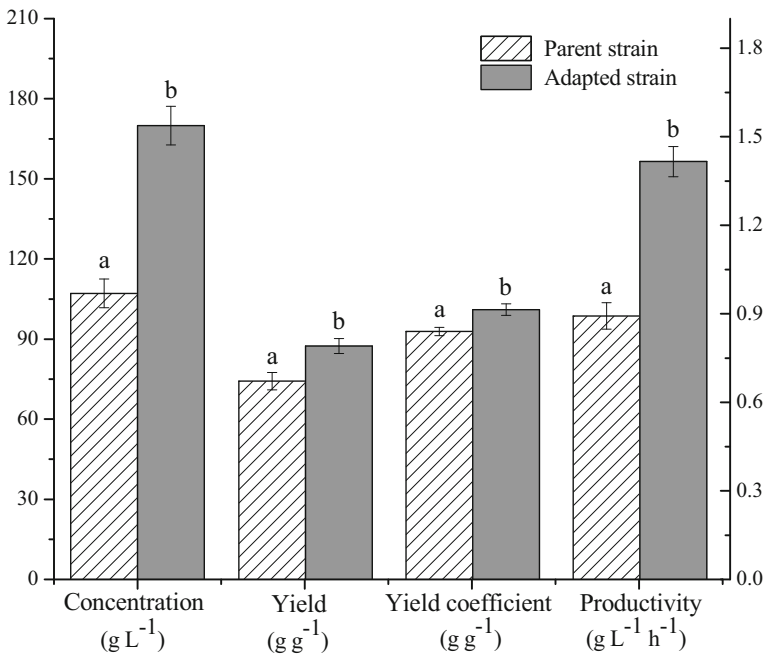 210
180
150
120
90
60
30
0
1.8
1.5
1.2
0.9
0.6
0.3
0.0
Parent strain
Adapted strain
a
b
a
b
a
b
a
b
Concentration
(g L⁻¹)
Yield
(g g⁻¹)
Yield coefficient
(g g⁻¹)
Productivity
(g L⁻¹ h⁻¹)